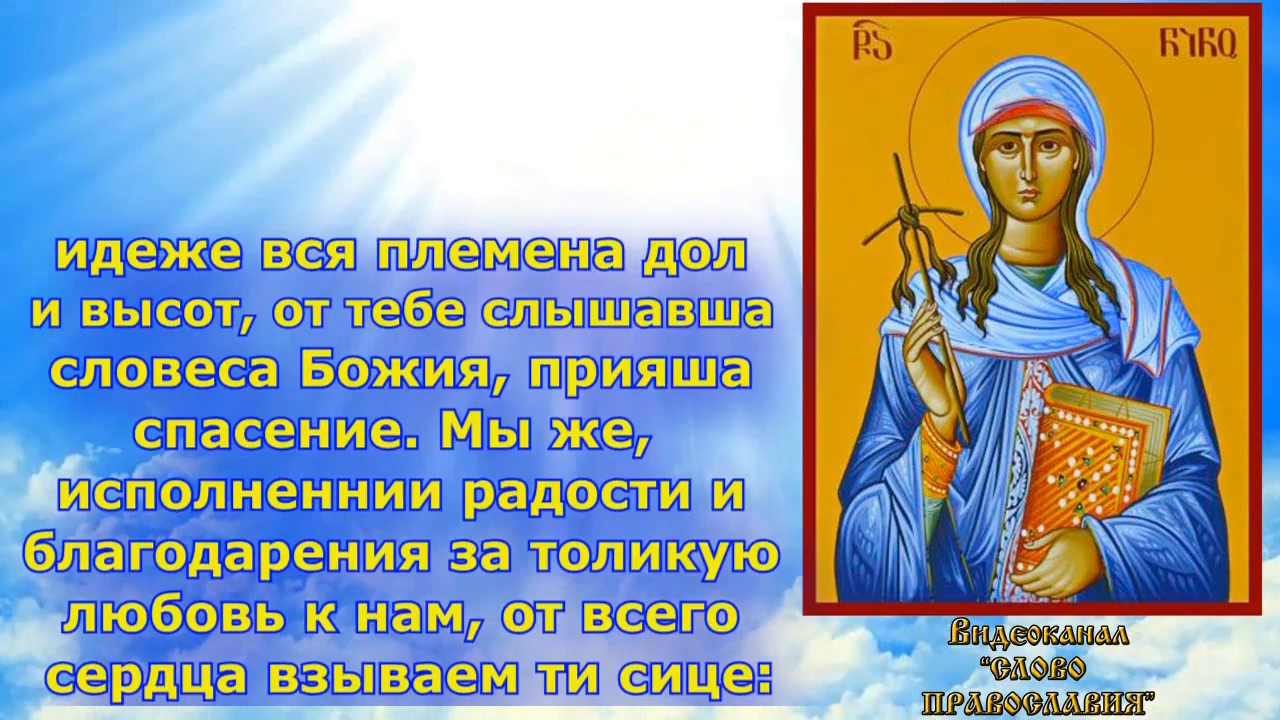 ႬႨႬႭ
идеже вся племена дол
и высот, от тебе слышавша
словеса Божия, прияша
спасение. Мы же,
исполненнии радости и
благодарения за толикую
любовь к нам, от всего
сердца взываем ти сице:
Видеоканал
"СЛОВО
ПРАВОСЛАВИЯ"